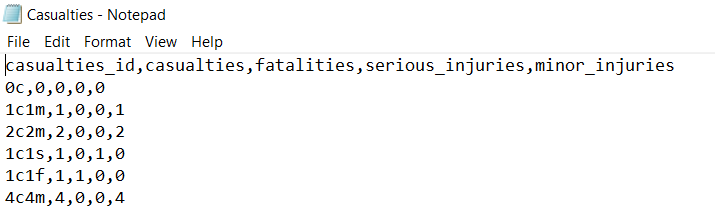 Casualties - Notepad
File Edit Format View Help
casualties_id,casualties,fatalities,serious_injuries,minor_injuries
0c,0,0,0,0
1c1m,1,0,0,1
2c2m,2,0,0,2
1c1s,1,0,1,0
1c1f,1,1,0,0
4c4m,4,0,0,4